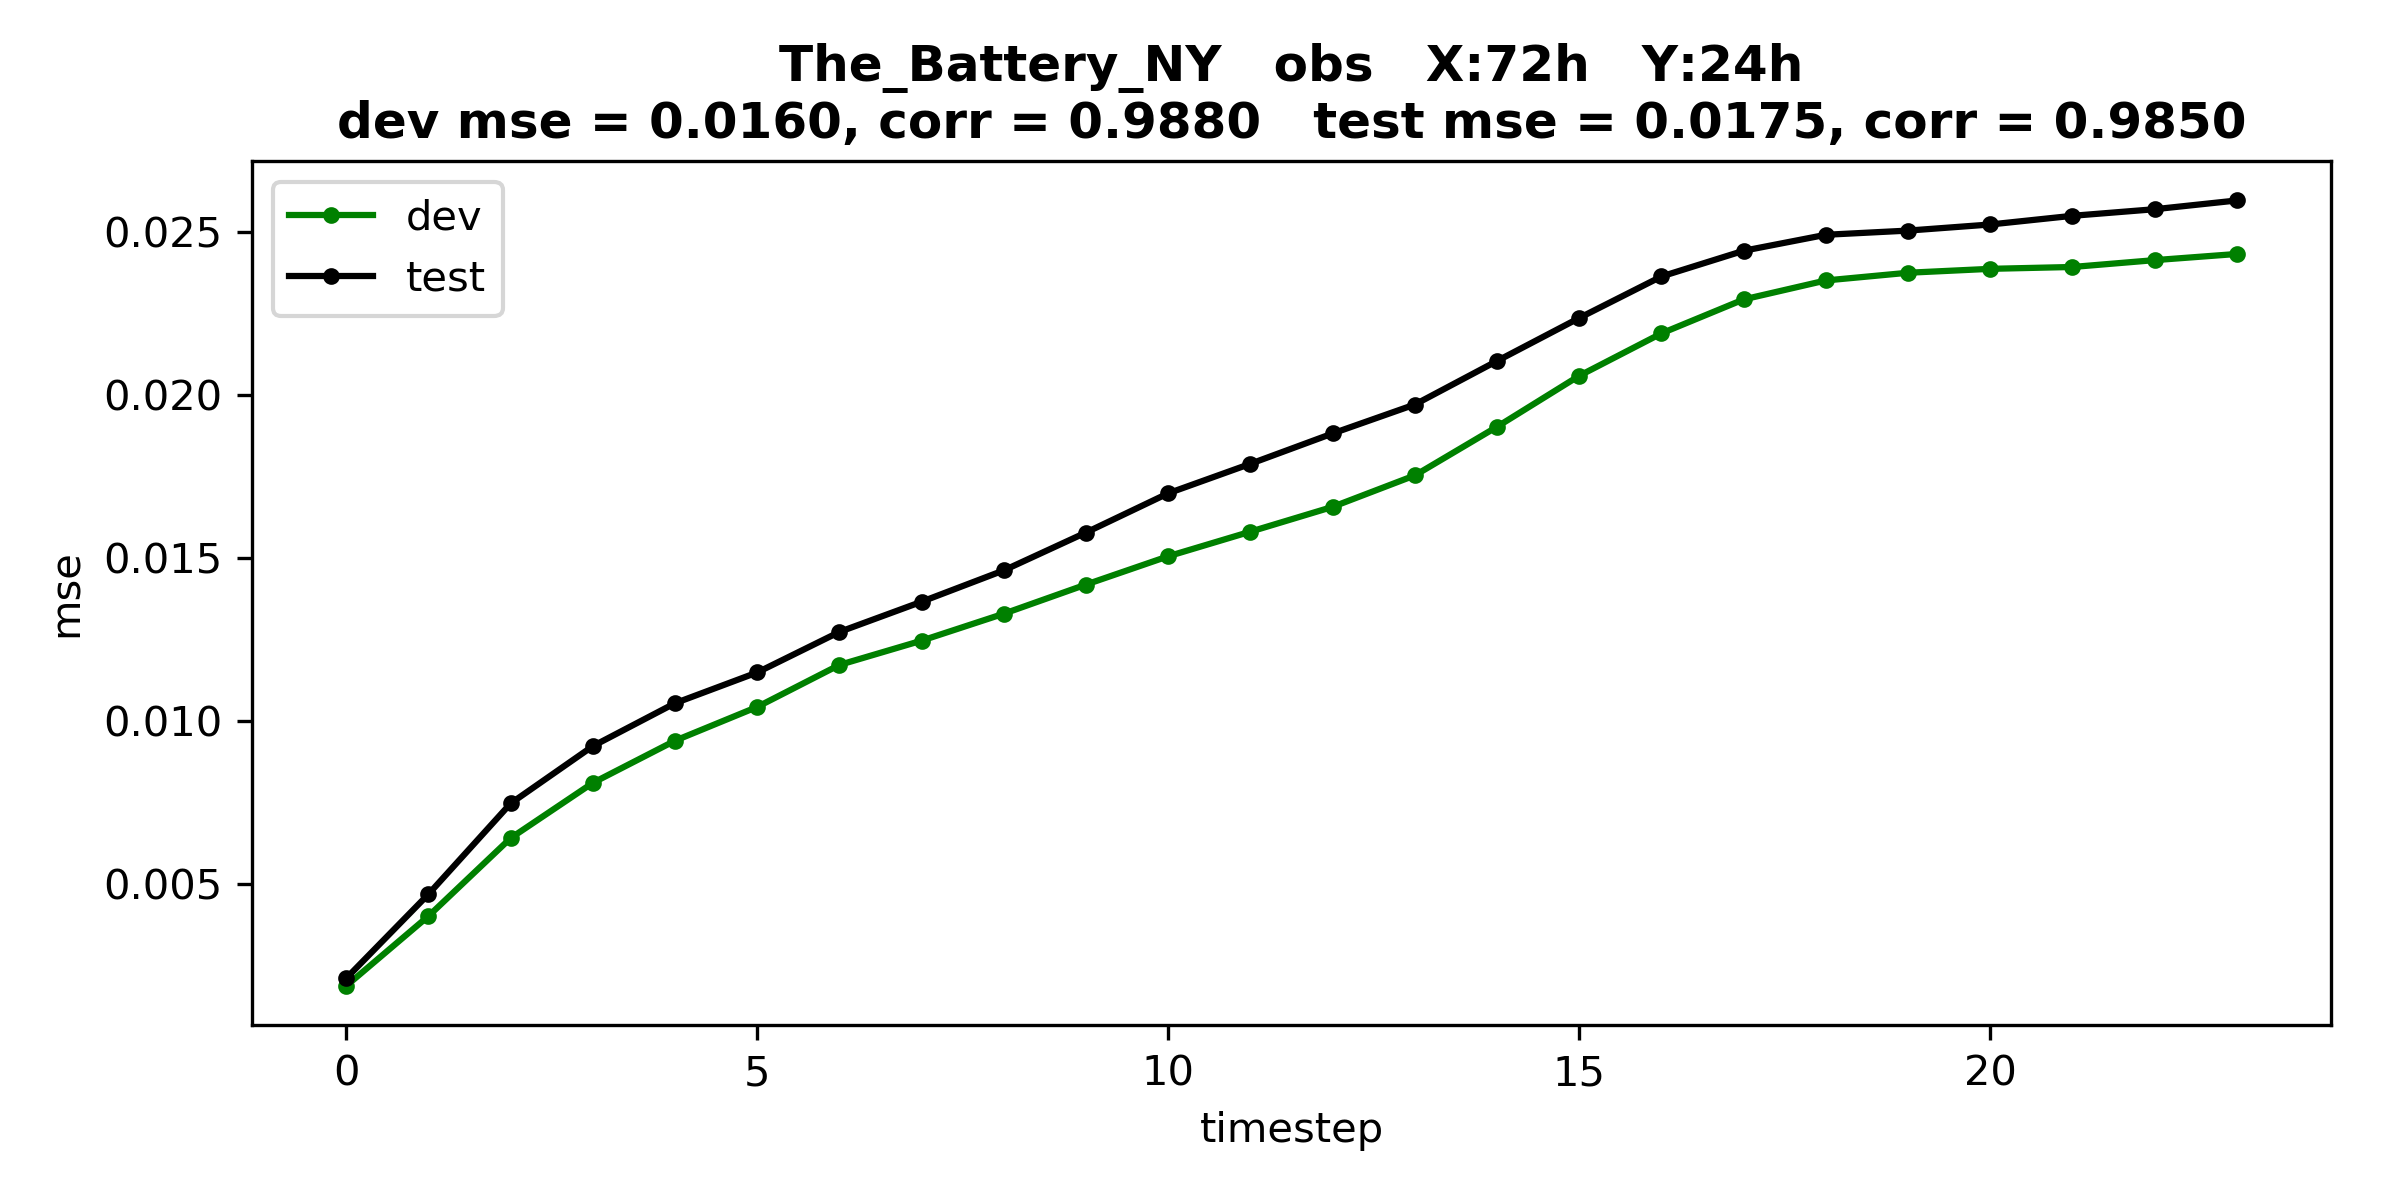 The_Battery_NY   obs   X:72h   Y:24h
dev mse = 0.0160, corr = 0.9880   test mse = 0.0175, corr = 0.9850
dev
test
0.025
0.020
0.015
0.010
0.005
mse
0 5 10 15 20
timestep